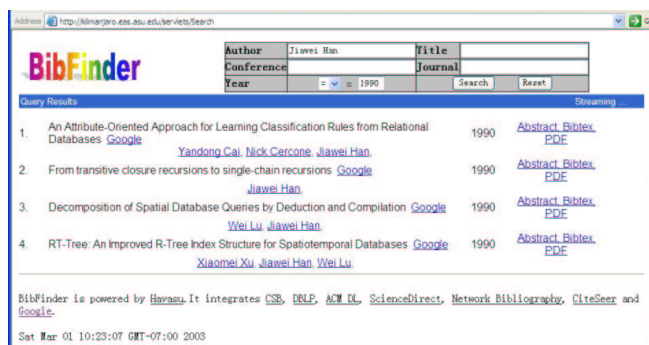 Address http://kilimanjaro.eas.asu.edu/servlets/Search G
BibFinder
Author Jiawei Han Title
Conference Journal
Year = = 1990 Search Reset
Query Results Streaming ...
1. An Attribute-Oriented Approach for Learning Classification Rules from Relational
Databases Google 1990 Abstract, Bibtex,
PDF
Yandong Cai, Nick Cercone, Jiawei Han,
2. From transitive closure recursions to single-chain recursions Google 1990 Abstract, Bibtex,
PDF
Jiawei Han,
3. Decomposition of Spatial Database Queries by Deduction and Compilation Google 1990 Abstract, Bibtex,
PDF
Wei Lu, Jiawei Han,
4. RT-Tree: An Improved R-Tree Index Structure for Spatiotemporal Databases Google 1990 Abstract, Bibtex,
PDF
Xiaomei Xu, Jiawei Han, Wei Lu,
BibFinder is powered by Havasu. It integrates CSB, DBLP, ACM DL, ScienceDirect, Network Bibliography, CiteSeer and
Google.
Sat Mar 01 10:23:07 GMT-07:00 2003